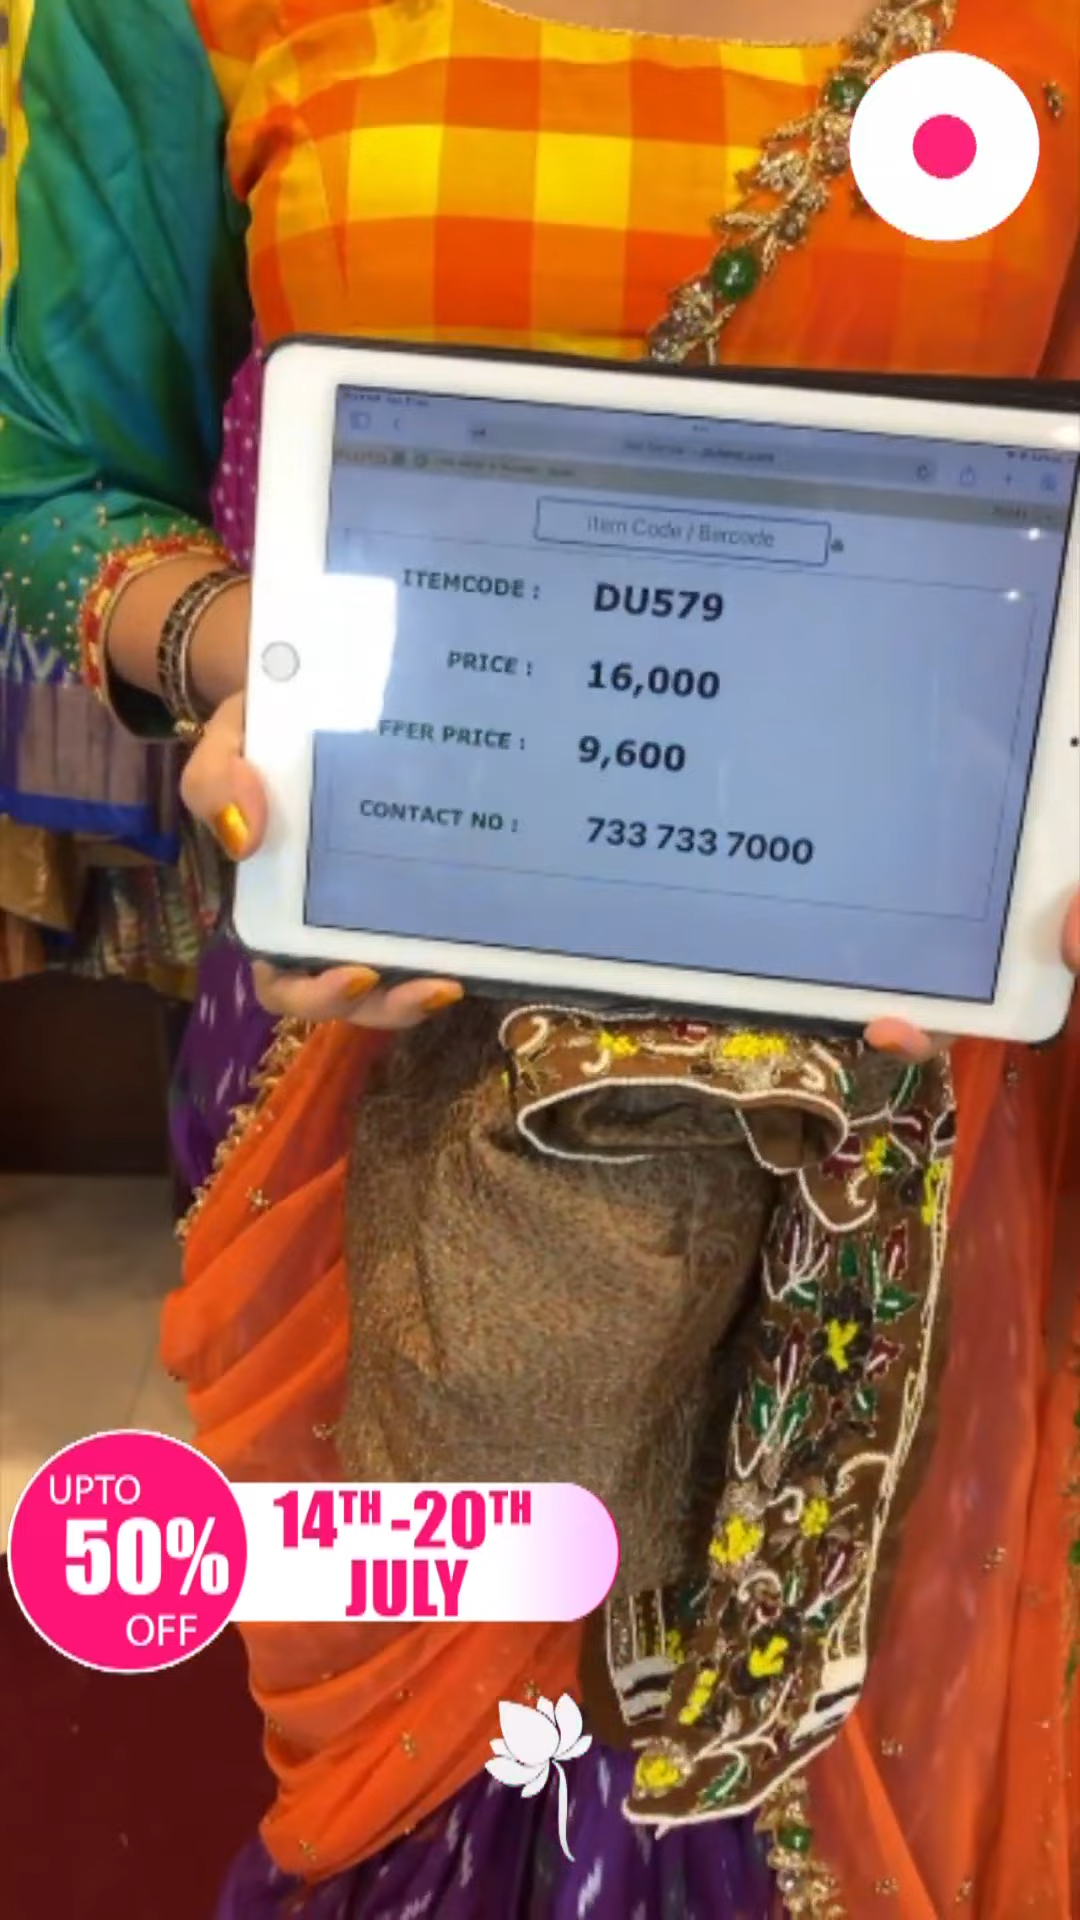 Item Code / Barcode
ITEMCODE : DU579
PRICE : 16,000
FFER PRICE : 9,600
CONTACT NO : 733 733 7000
UPTO
50%
OFF
14TH-20TH
JULY